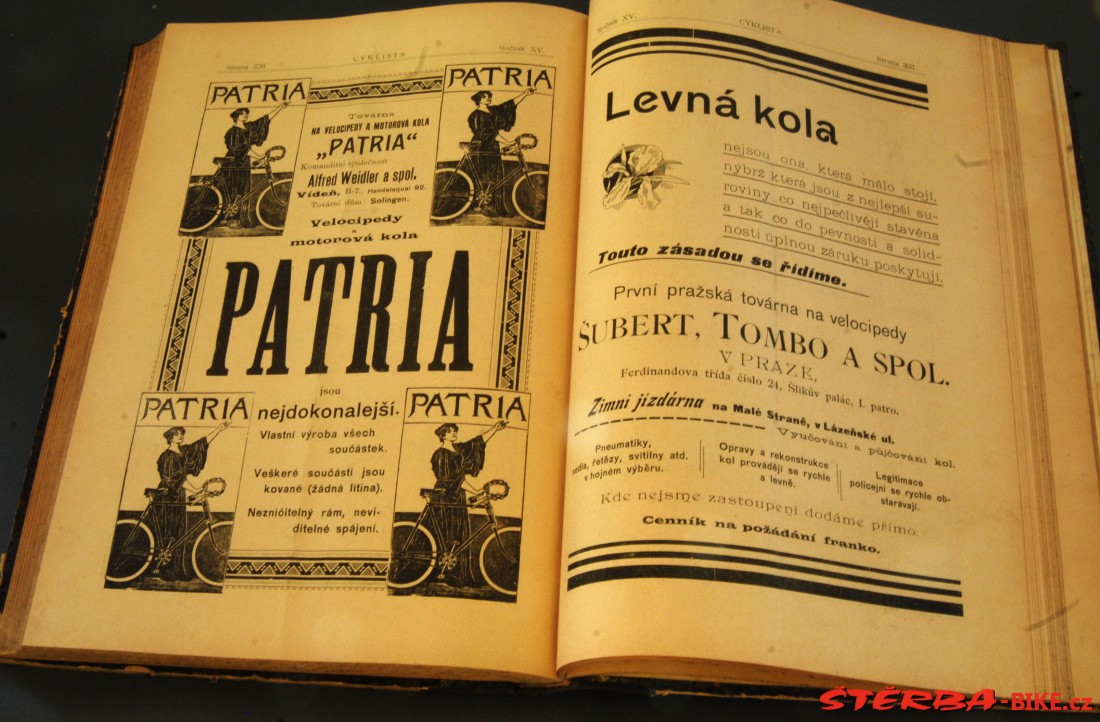 Strana 336
CYKLISTA
Ročník XV.
PATRIA
PATRIA
Továrna
NA VELOCIPEDY A MOTOROVÁ KOLA
„PATRIA“
Komanditní společnost
Alfred Weidler a spol.
Vídeň, II-7., Handelsquai 92.
Tovární dům: Solingen.
Velocipedy
a
motorová kola
PATRIA
jsou
PATRIA
PATRIA
nejdokonalejší.
Vlastní výroba všech
součástek.
Veškeré součásti jsou
kované (žádná litina).
Nezničitelný rám, nevi-
ditelné spájení.
Ročník XV.
CYKLISTA
Strana 337.
Levná kola
nejsou ona, která málo stojí,
nýbrž která jsou z nejlepší su-
roviny co nejpečlivěji stavěna
a tak co do pevnosti a solid-
nosti úplnou záruku poskytují.
Touto zásadou se řídíme.
První pražská továrna na velocipedy
ŠUBERT, TOMBO A SPOL.
V PRAZE,
Ferdinandova třída číslo 24, Šlikův palác, I. patro.
Zimní jízdárna na Malé Straně, v Lázeňské ul.
Vyučování a půjčování kol.
Pneumatiky,
sedla, řetězy, svítilny atd.
v hojném výběru.
Opravy a rekonstrukce
kol provádějí se rychle
a levně.
Legitimace
policejní se rychle ob-
starávají.
Kde nejsme zastoupeni dodáme přímo.
Cenník na požádání franko.
ŠTĚRBA-BIKE.cz